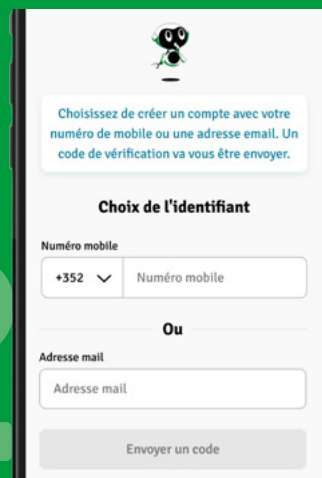 Choisissez de créer un compte avec votre
numéro de mobile ou une adresse email. Un
code de vérification va vous être envoyer.
Choix de l'identifiant
Numéro mobile
+352 Numéro mobile
Ou
Adresse mail
Adresse mail
Envoyer un code